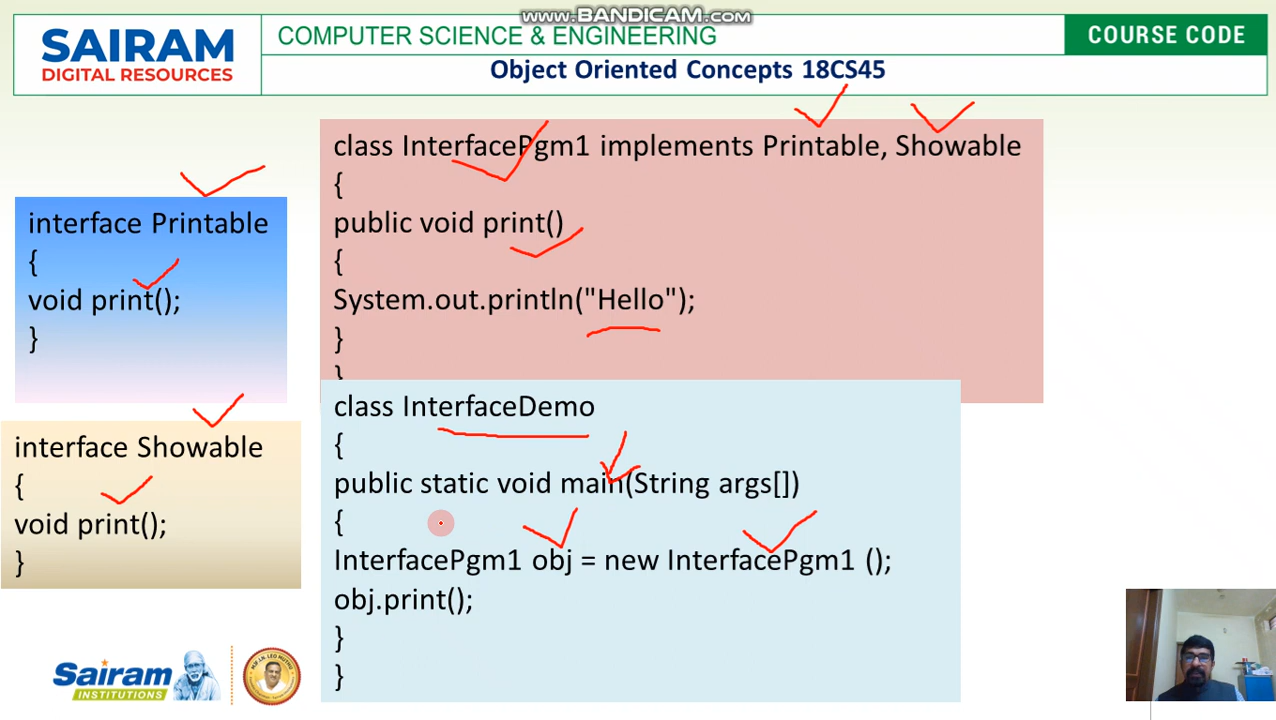 www.BANDICAM.com
SAIRAM
DIGITAL RESOURCES
COMPUTER SCIENCE & ENGINEERING
COURSE CODE
Object Oriented Concepts 18CS45
interface Printable
{
void print();
}
interface Showable
{
void print();
}
class InterfacePgm1 implements Printable, Showable
{
public void print()
{
System.out.println("Hello");
}
}
class InterfaceDemo
{
public static void main(String args[])
{
InterfacePgm1 obj = new InterfacePgm1 ();
obj.print();
}
}
Sairam
INSTITUTIONS